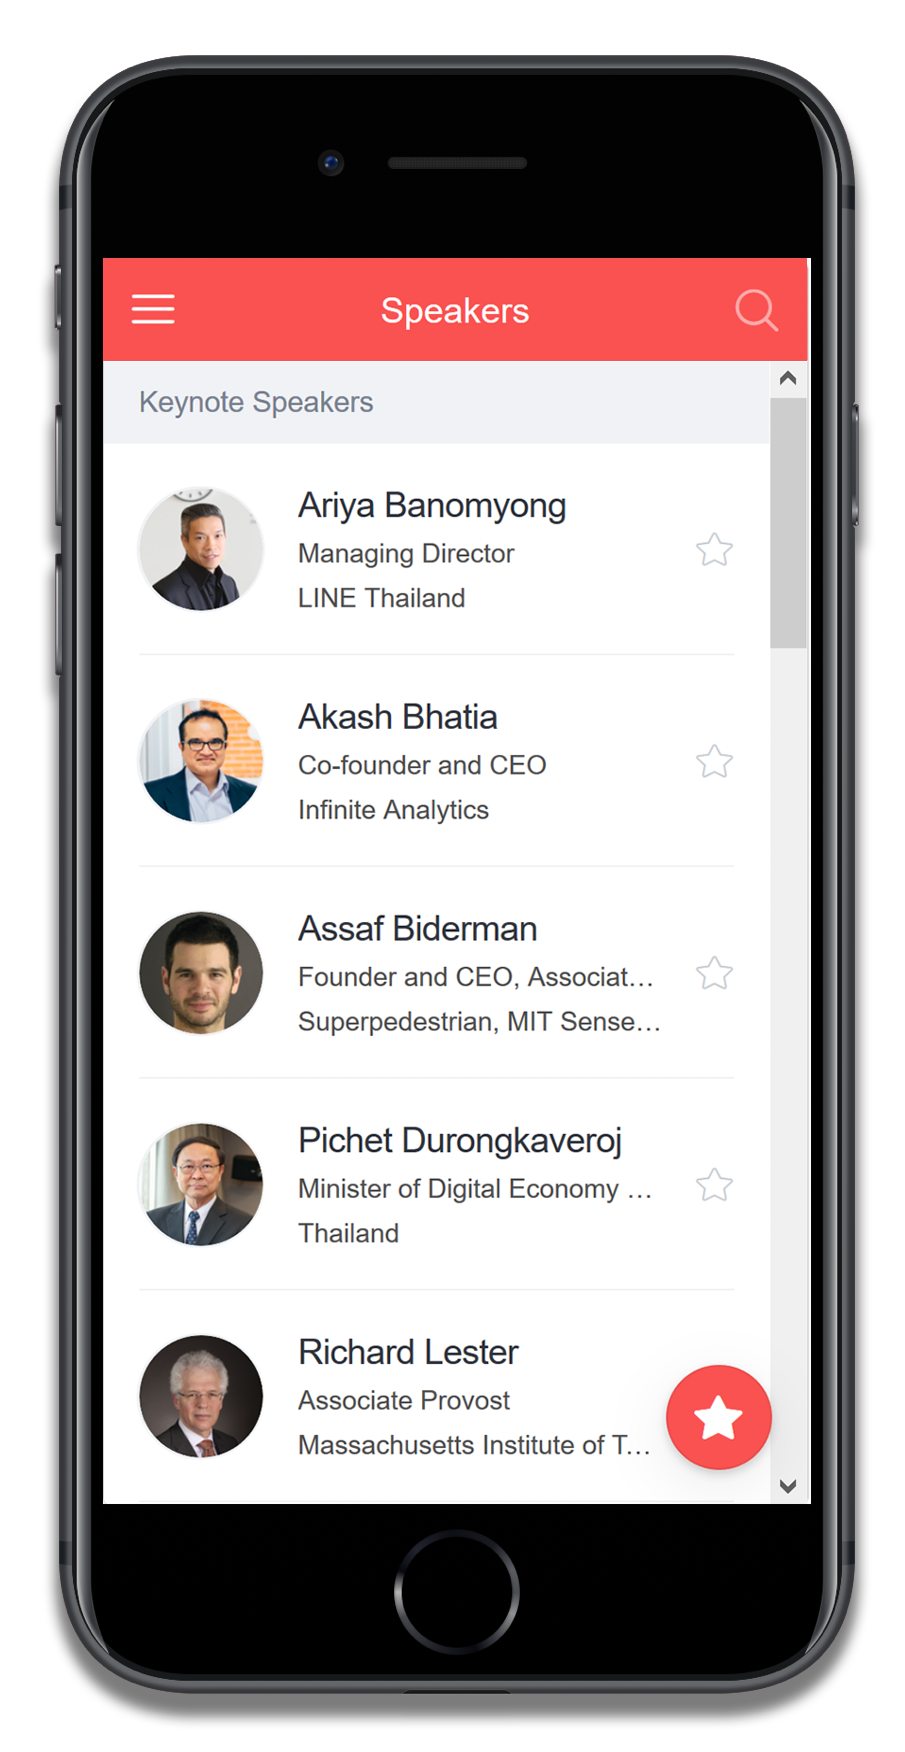 Speakers
Keynote Speakers
Ariya Banomyong
Managing Director
LINE Thailand
Akash Bhatia
Co-founder and CEO
Infinite Analytics
Assaf Biderman
Founder and CEO, Associat...
Superpedestrian, MIT Sense...
Pichet Durongkaveroj
Minister of Digital Economy ...
Thailand
Richard Lester
Associate Provost
Massachusetts Institute of T...